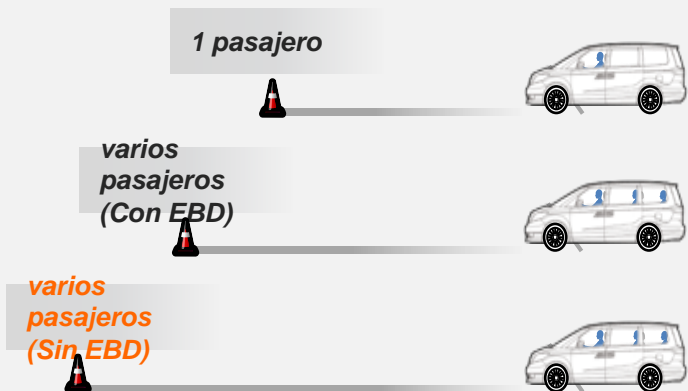 1 pasajero
varios
pasajeros
(Con EBD)
varios
pasajeros
(Sin EBD)